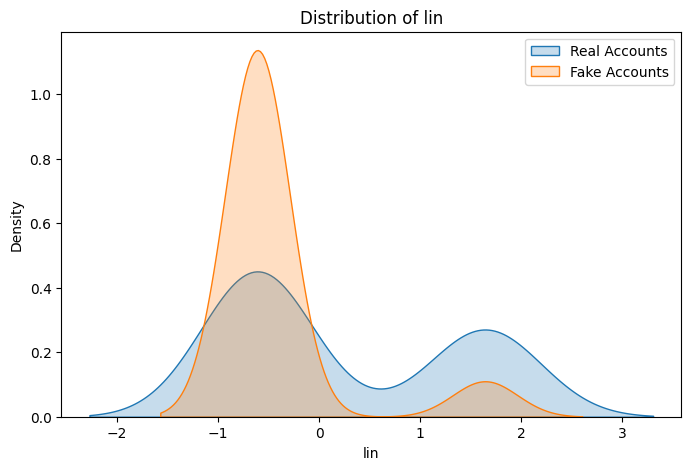 Distribution of lin
Real Accounts
Fake Accounts
Density
1.0
0.8
0.6
0.4
0.2
0.0
−2
−1
0
1
2
3
lin